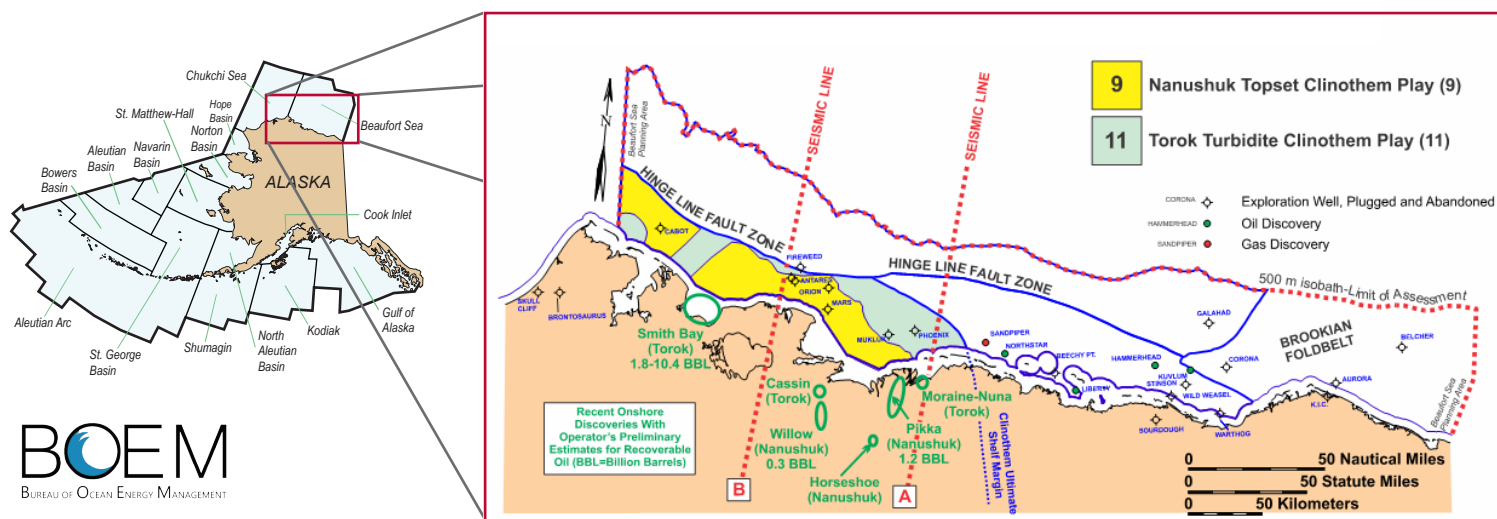 Chukchi Sea
St. Matthew-Hall
Hope
Basin
Norton
Basin
Navarin
Basin
Aleutian
Basin
Bowers
Basin
Beaufort Sea
ALASKA
Cook Inlet
Aleutian Arc
St. George
Basin
Shumagin
North
Aleutian
Basin
Kodiak
Gulf of
Alaska
BOEM
BUREAU OF OCEAN ENERGY MANAGEMENT
N
Beaufort Sea
Planning Area
SEISMIC LINE
SEISMIC LINE
9
Nanushuk Topset Clinothem Play (9)
11
Torok Turbidite Clinothem Play (11)
CORONA
Exploration Well, Plugged and Abandoned
HAMMERHEAD
Oil Discovery
SANDPIPER
Gas Discovery
HINGE LINE FAULT ZONE
HINGE LINE FAULT ZONE
500 m isobath-Limit of Assessment
CABOT
FIREWEED
ANTARES
ORION
MARS
MUKLUK
PHOENIX
SKULL
CLIFF
BRONTOSAURUS
SANDPIPER
NORTHSTAR
BEECHY PT.
LIBERTY
HAMMERHEAD
KUVLUM
STINSON
WILD WEASEL
GALAHAD
CORONA
BROOKIAN
FOLDBELT
BELCHER
AURORA
K.I.C.
WARTHOG
SOURDOUGH
Beaufort Sea
Planning Area
Smith Bay
(Torok)
1.8-10.4 BBL
Cassin
(Torok)
Willow
(Nanushuk)
0.3 BBL
Moraine-Nuna
(Torok)
Pikka
(Nanushuk)
1.2 BBL
Horseshoe
(Nanushuk)
Recent Onshore
Discoveries With
Operator's Preliminary
Estimates for Recoverable
Oil (BBL=Billion Barrels)
B
A
Clinothem Ultimate
Shelf Margin
0 50 Nautical Miles
0 50 Statute Miles
0 50 Kilometers